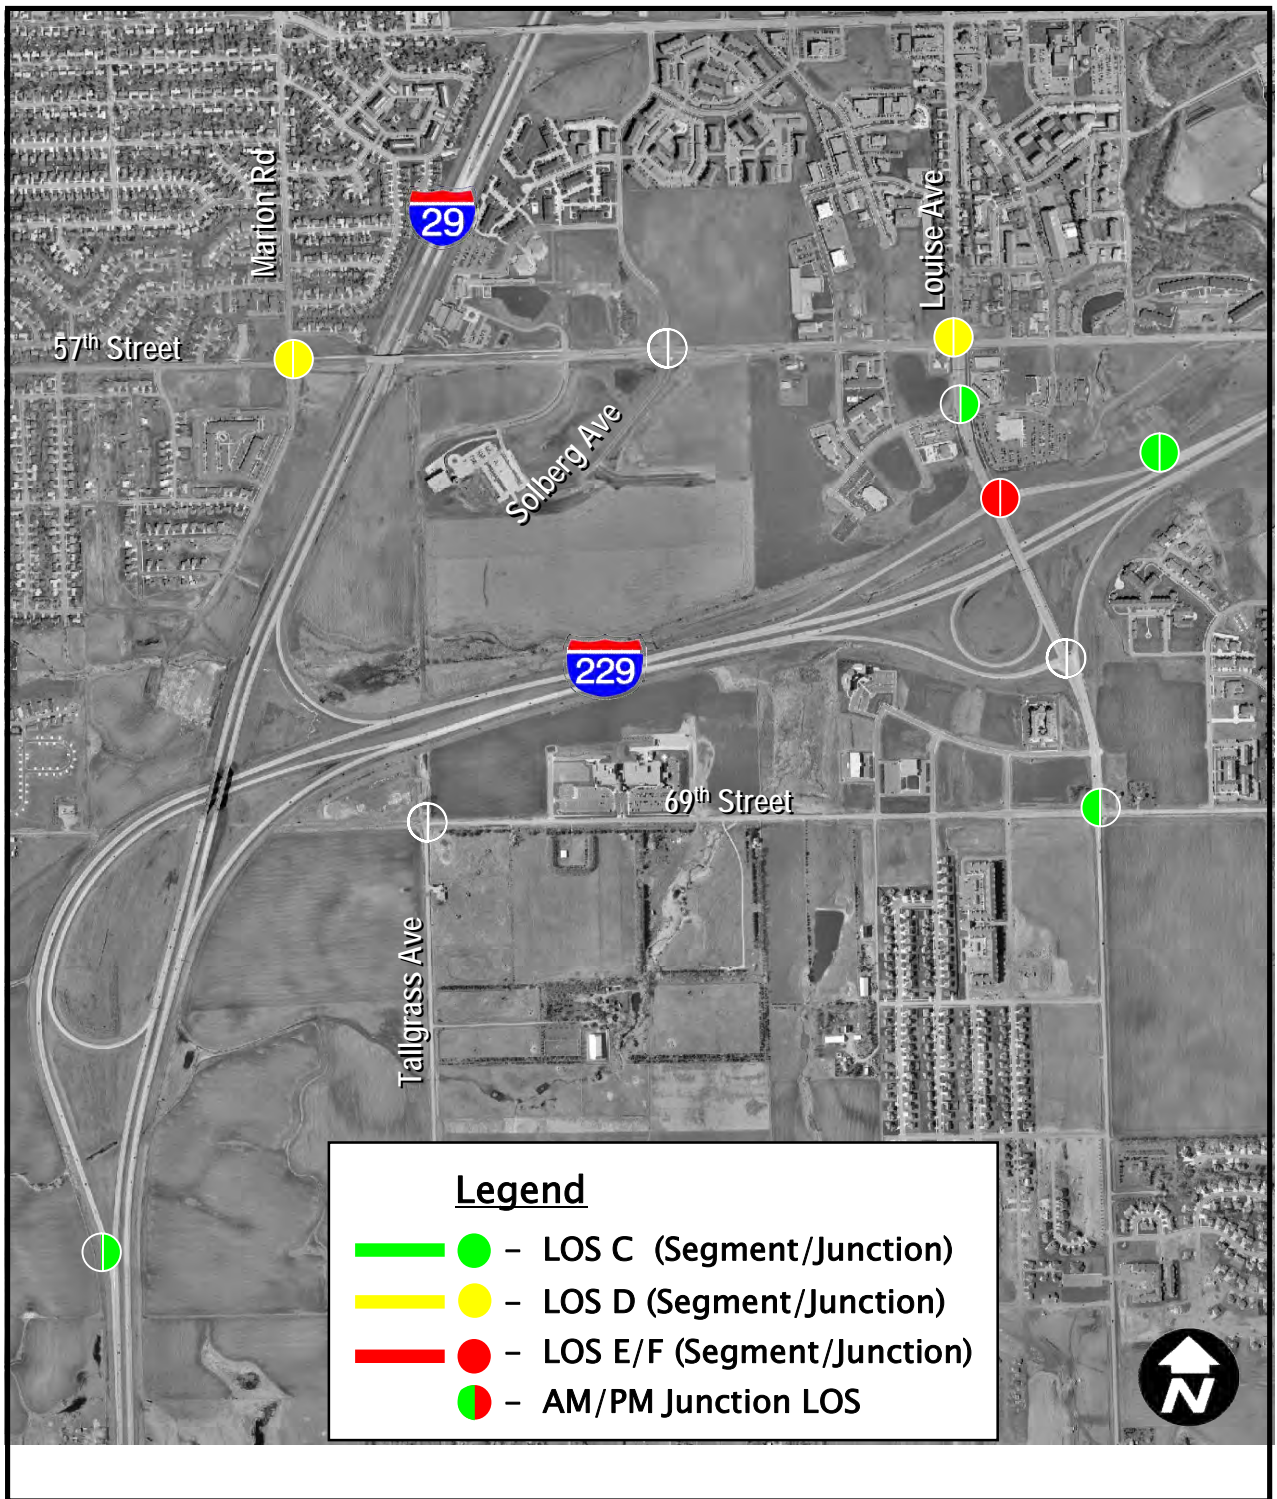 Marion Rd
29
Louise Ave
57th Street
Solberg Ave
229
69th Street
Tallgrass Ave
Legend
– LOS C (Segment/Junction)
– LOS D (Segment/Junction)
– LOS E/F (Segment/Junction)
– AM/PM Junction LOS
N